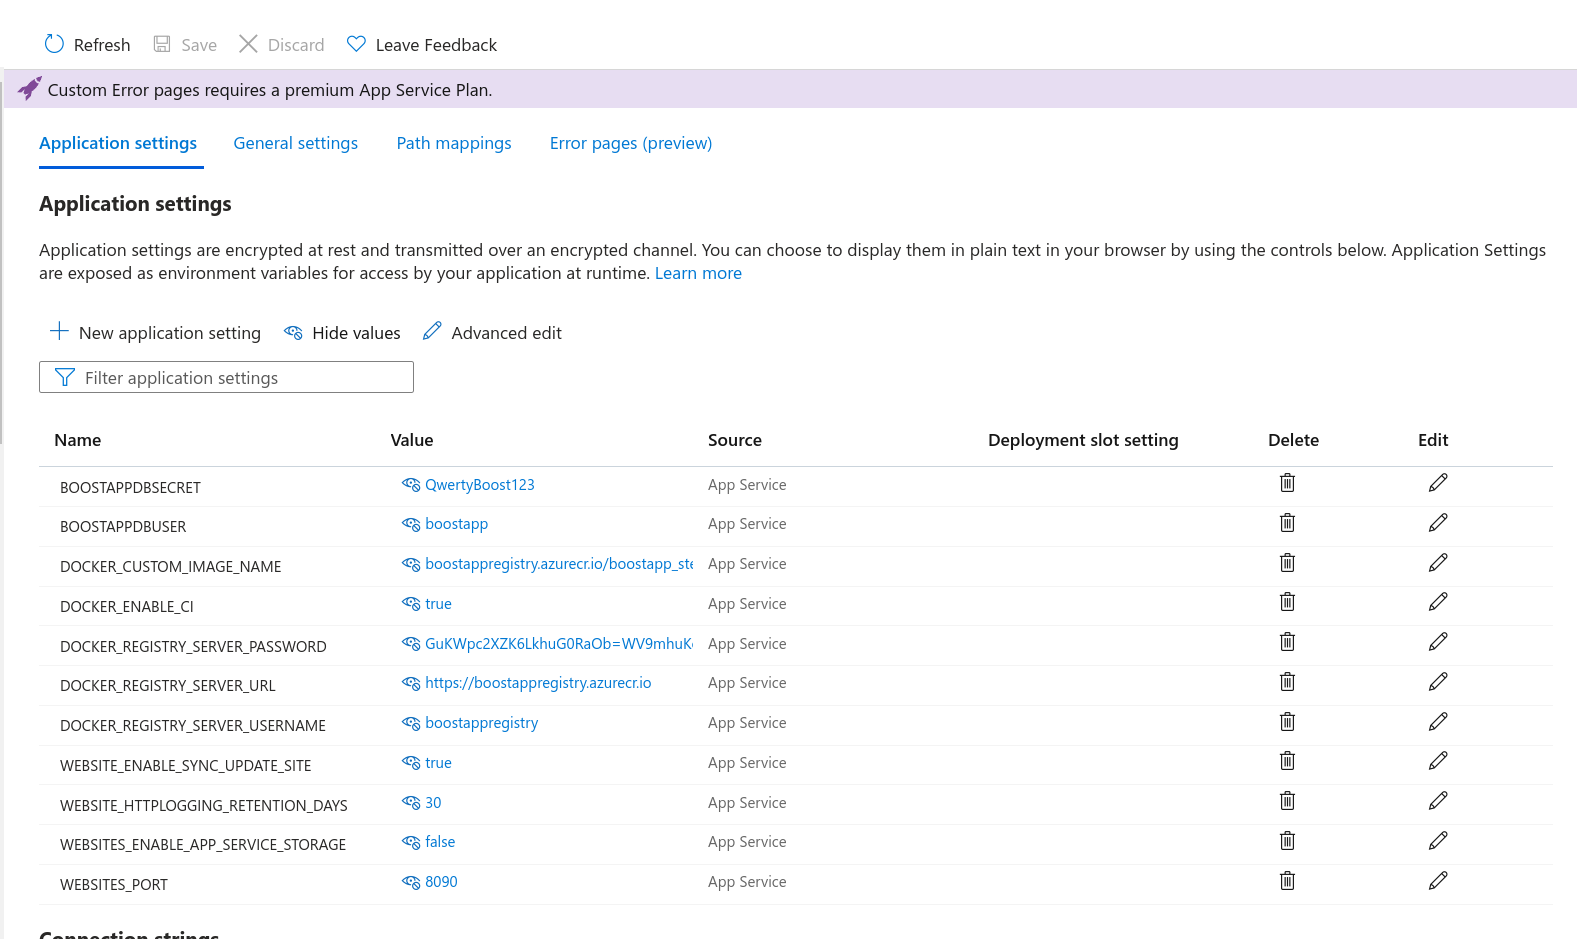 Refresh Save Discard Leave Feedback
Custom Error pages requires a premium App Service Plan.
Application settings General settings Path mappings Error pages (preview)
Application settings
Application settings are encrypted at rest and transmitted over an encrypted channel. You can choose to display them in plain text in your browser by using the controls below. Application Settings
are exposed as environment variables for access by your application at runtime. Learn more
New application setting Hide values Advanced edit
Filter application settings
Name Value Source Deployment slot setting Delete Edit
BOOSTAPPDBSECRET QwertyBoost123 App Service
BOOSTAPPDBUSER boostapp App Service
DOCKER_CUSTOM_IMAGE_NAME boostappregistry.azurecr.io/boostapp_ste App Service
DOCKER_ENABLE_CI true App Service
DOCKER_REGISTRY_SERVER_PASSWORD GuKWpc2XZK6LkhuG0RaOb=WV9mhuK App Service
DOCKER_REGISTRY_SERVER_URL https://boostappregistry.azurecr.io App Service
DOCKER_REGISTRY_SERVER_USERNAME boostappregistry App Service
WEBSITE_ENABLE_SYNC_UPDATE_SITE true App Service
WEBSITE_HTTPLOGGING_RETENTION_DAYS 30 App Service
WEBSITES_ENABLE_APP_SERVICE_STORAGE false App Service
WEBSITES_PORT 8090 App Service
Connection strings